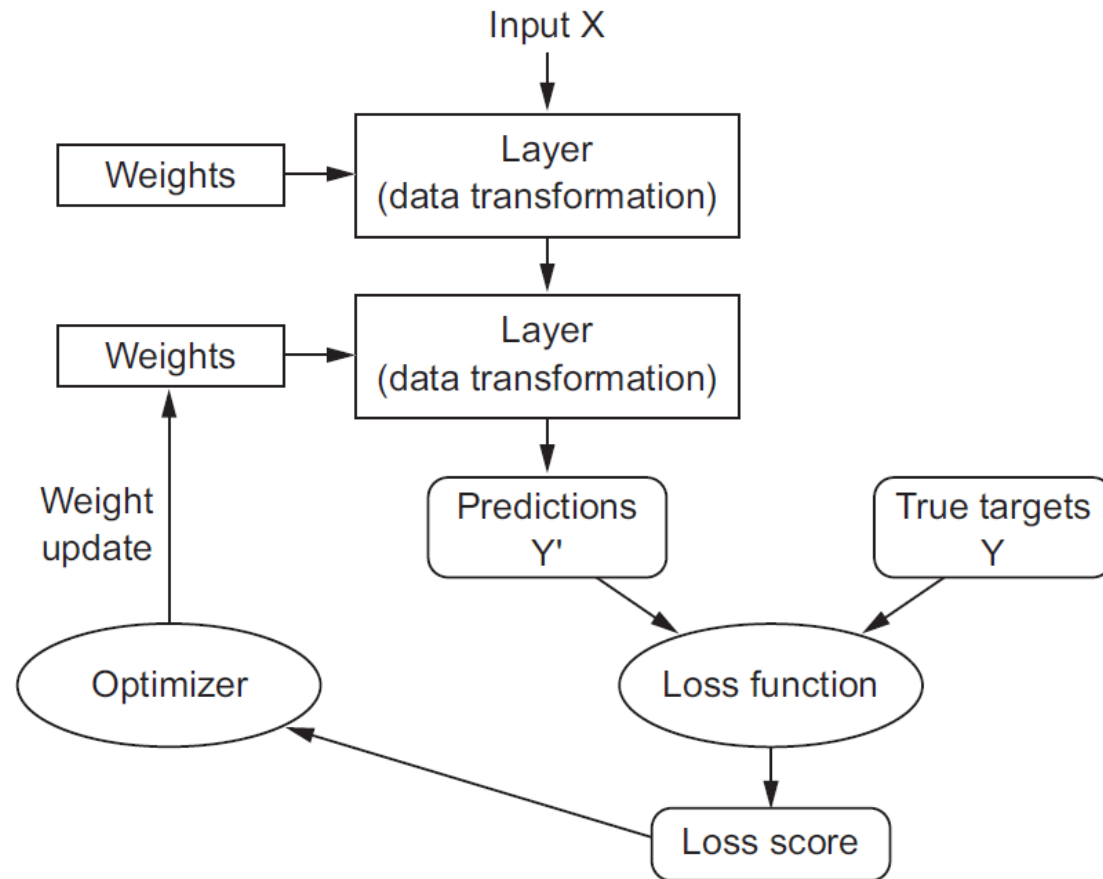 Input X
Layer
(data transformation)
Weights
Layer
(data transformation)
Weights
Weight
update
Predictions
Y'
True targets
Y
Optimizer
Loss function
Loss score